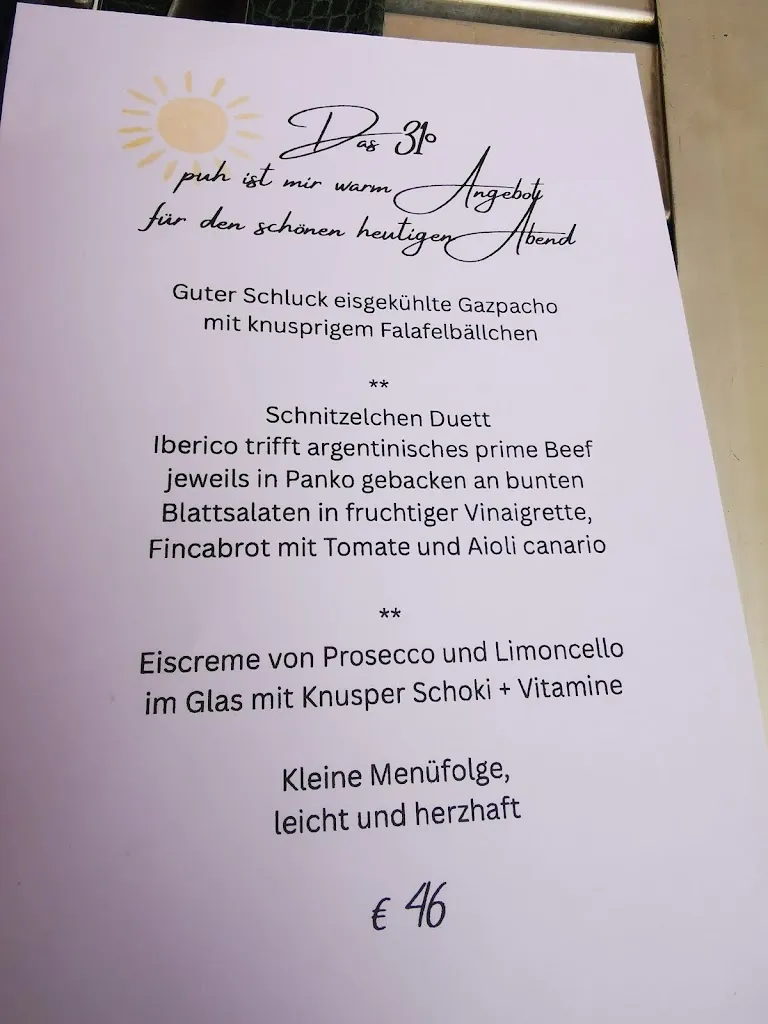 Das 31°
puh ist mir warm Angebot
für den schönen heutigen Abend
Guter Schluck eisgekühlte Gazpacho
mit knusprigem Falafelbällchen
**
Schnitzelchen Duett
Iberico trifft argentinisches prime Beef
jeweils in Panko gebacken an bunten
Blattsalaten in fruchtiger Vinaigrette,
Fincabrot mit Tomate und Aioli canario
**
Eiscreme von Prosecco und Limoncello
im Glas mit Knusper Schoki + Vitamine
Kleine Menüfolge,
leicht und herzhaft
€ 46